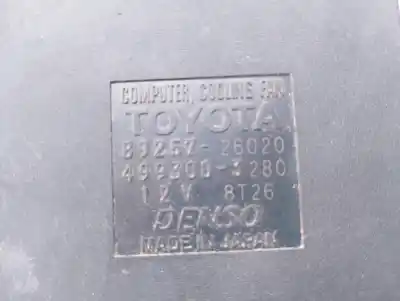 COMPUTER, COOLING FAN
TOYOTA
89257-26020
499300-3280
12V 8T26
DENSO
MADE IN JAPAN